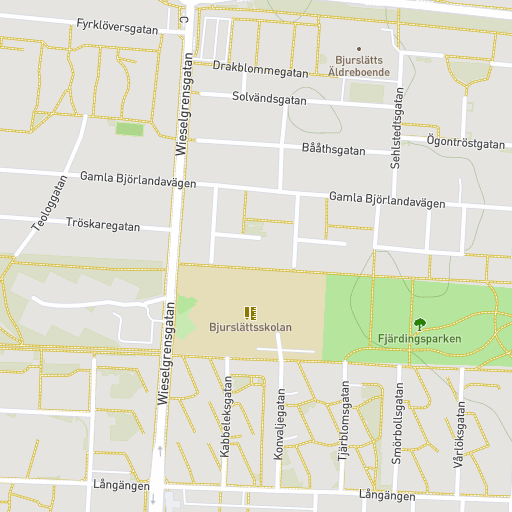 Fyrklöversgatan
C
Wieselgrensgatan
Drakblommegatan
Bjurslätts
Äldreboende
Solvändsgatan
Sehlstedtsgatan
Bååthsgatan
Ögontröstgatan
Gamla Björlandavägen
Gamla Björlandavägen
Teologgatan
Tröskaregatan
Wieselgrensgatan
Bjurslättsskolan
Fjärdingsparken
Kabbeleksgatan
Konvaljegatan
Tjärblomsgatan
Smörbollsgatan
Vårlöksgatan
Långängen
Långängen